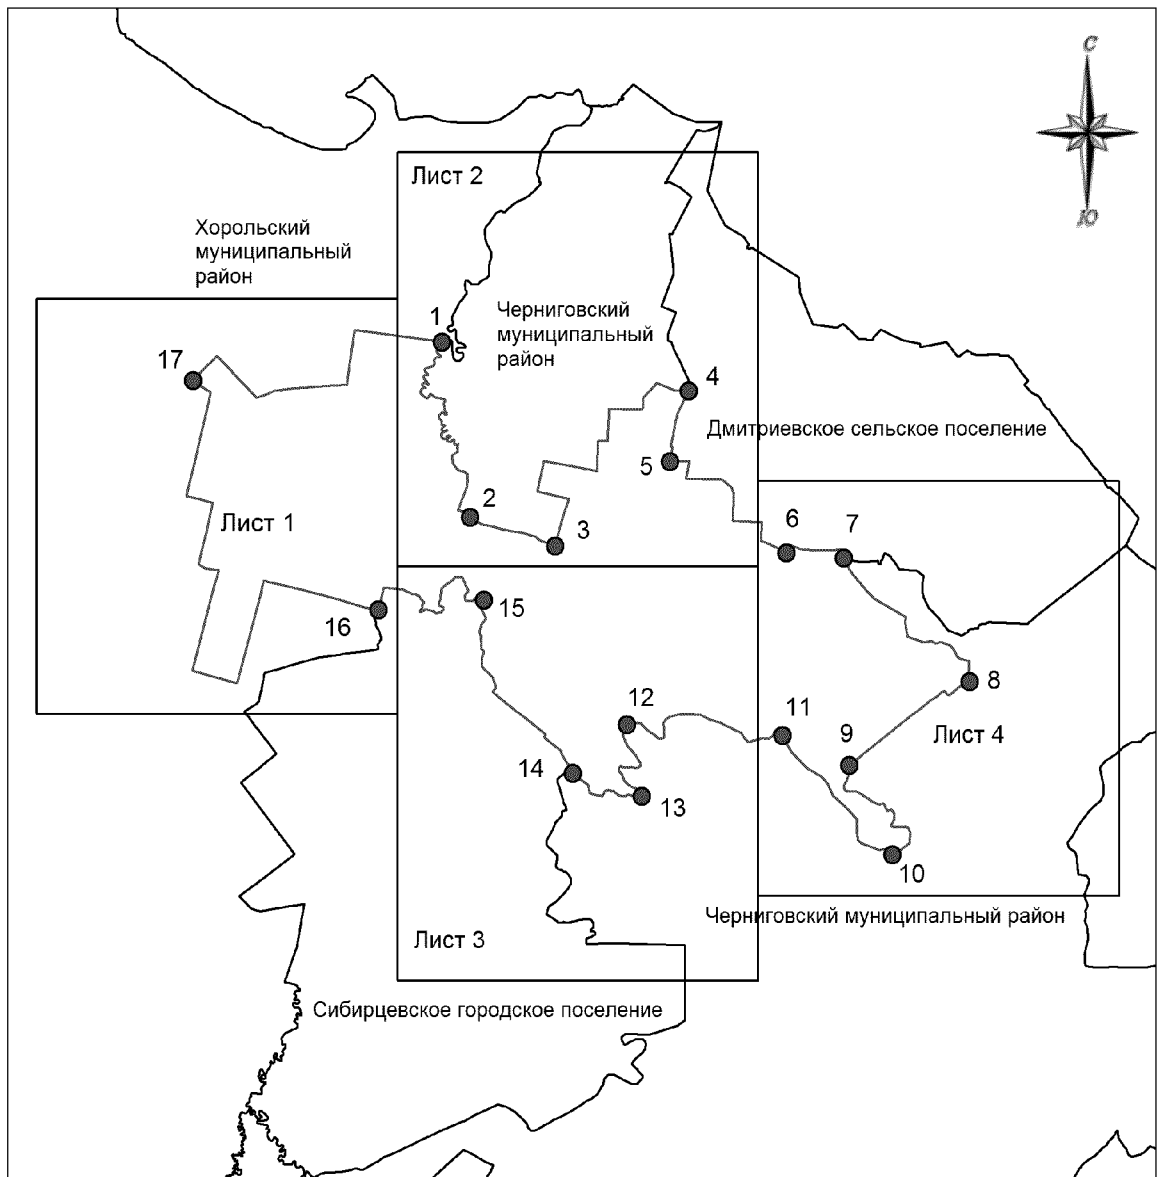 С
Ю
Лист 2
Хорольский
муниципальный
район
Черниговский
муниципальный
район
1
17
4
Дмитриевское сельское поселение
5
2
Лист 1
3
6
7
15
16
8
12
11
9
Лист 4
14
13
10
Черниговский муниципальный район
Лист 3
Сибирцевское городское поселение